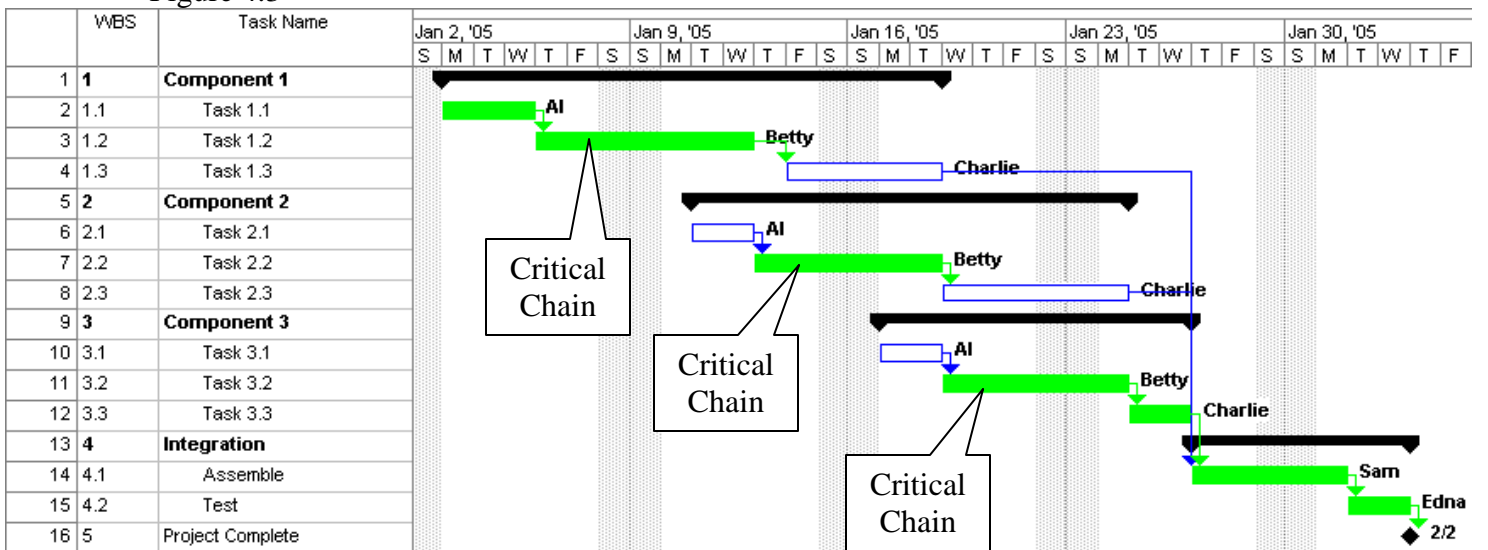 Figure 4.3
WBS Task Name Jan 2, '05 Jan 9, '05 Jan 16, '05 Jan 23, '05 Jan 30, '05
S M T W T F S S M T W T F S S M T W T F S S M T W T F S S M T W T F
1 1 Component 1
2 1.1 Task 1.1 Al
3 1.2 Task 1.2 Betty
4 1.3 Task 1.3 Charlie
5 2 Component 2
6 2.1 Task 2.1 Al
7 2.2 Task 2.2 Betty
8 2.3 Task 2.3 Charlie
9 3 Component 3
10 3.1 Task 3.1 Al
11 3.2 Task 3.2 Betty
12 3.3 Task 3.3 Charlie
13 4 Integration
14 4.1 Assemble Sam
15 4.2 Test Edna
16 5 Project Complete 2/2
Critical
Chain
Critical
Chain
Critical
Chain